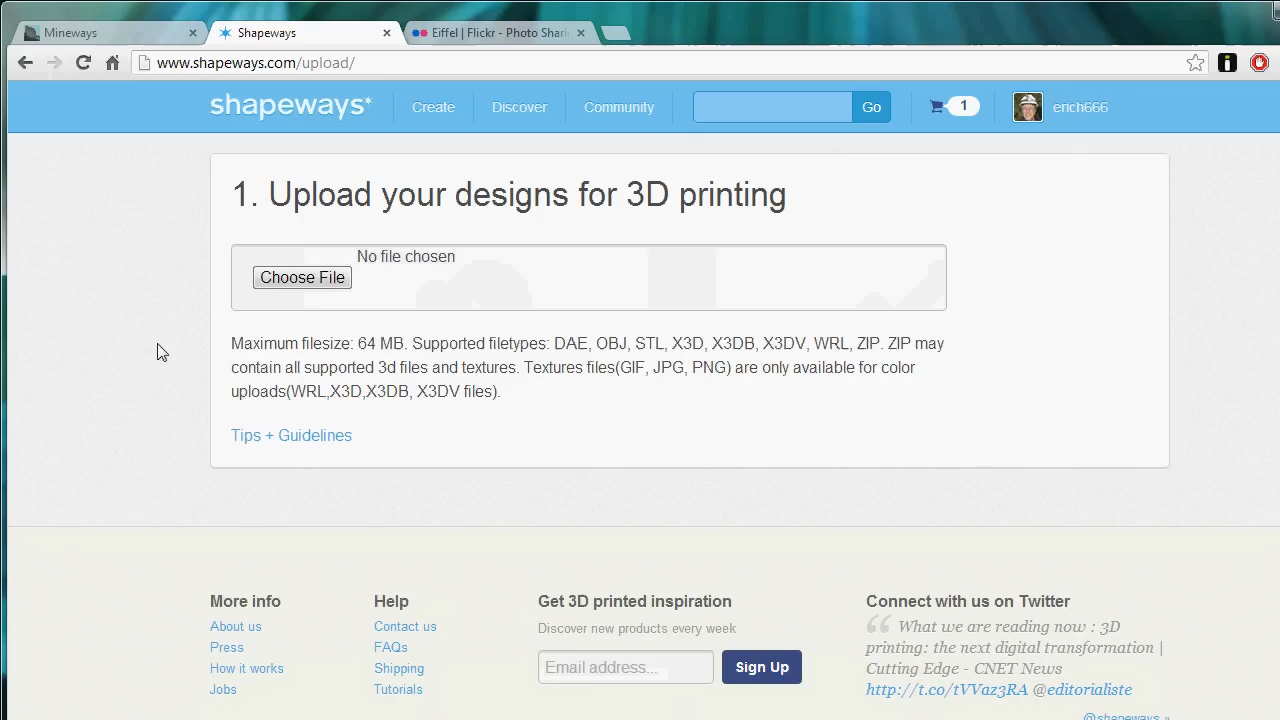 Mineways
Shapeways
Eiffel | Flickr - Photo Shari
www.shapeways.com/upload/
shapeways*
Create
Discover
Community
Go
1
erich666
1. Upload your designs for 3D printing
No file chosen
Choose File
Maximum filesize: 64 MB. Supported filetypes: DAE, OBJ, STL, X3D, X3DB, X3DV, WRL, ZIP. ZIP may
contain all supported 3d files and textures. Textures files(GIF, JPG, PNG) are only available for color
uploads(WRL,X3D,X3DB, X3DV files).
Tips + Guidelines
More info
About us
Press
How it works
Jobs
Help
Contact us
FAQs
Shipping
Tutorials
Get 3D printed inspiration
Discover new products every week
Email address...
Sign Up
Connect with us on Twitter
“ What we are reading now : 3D
printing: the next digital transformation |
Cutting Edge - CNET News
http://t.co/tVVaz3RA @editorialiste
@shapeways »